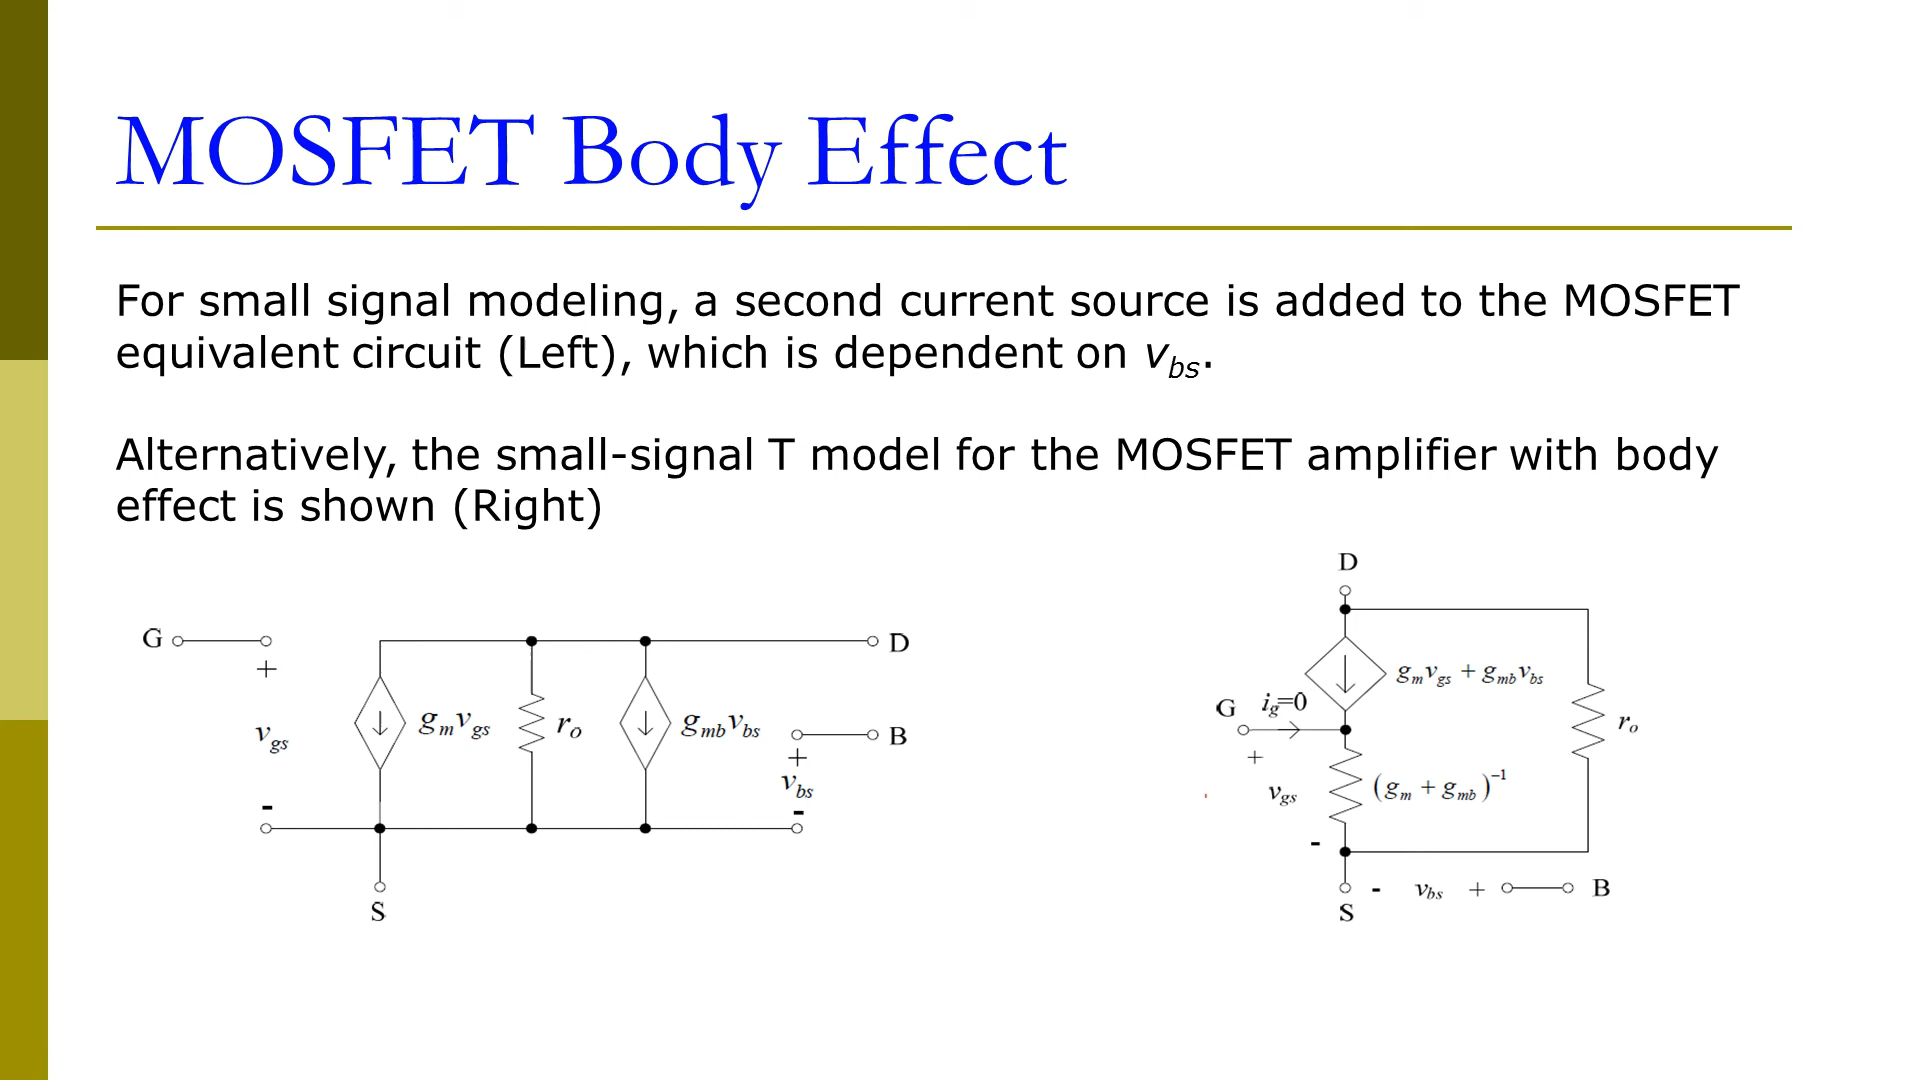 MOSFET Body Effect
For small signal modeling, a second current source is added to the MOSFET
equivalent circuit (Left), which is dependent on v_bs.
Alternatively, the small-signal T model for the MOSFET amplifier with body
effect is shown (Right)
G
+
v_gs
-
g_m v_gs
r_o
g_mb v_bs
D
B
+
v_bs
-
S
D
g_m v_gs + g_mb v_bs
G
i_g=0
r_o
+
v_gs
(g_m + g_mb)^-1
-
- v_bs +
B
S